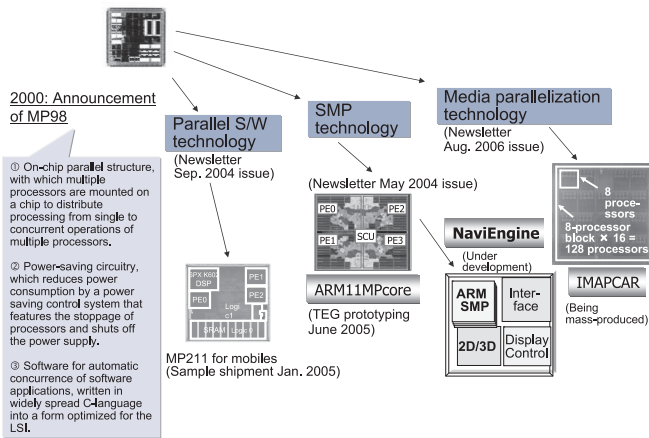 2000: Announcement
of MP98
① On-chip parallel structure,
with which multiple
processors are mounted on
a chip to distribute
processing from single to
concurrent operations of
multiple processors.
② Power-saving circuitry,
which reduces power
consumption by a power
saving control system that
features the stoppage of
processors and shuts off
the power supply.
③ Software for automatic
concurrence of software
applications, written in
widely spread C-language
into a form optimized for the
LSI.
Parallel S/W
technology
(Newsletter
Sep. 2004 issue)
SPX K602
DSP
PE1
PE0
PE2
SRAM
MP211 for mobiles
(Sample shipment Jan. 2005)
SMP
technology
(Newsletter May 2004 issue)
PE0
PE2
SCU
PE1
PE3
ARM11MPcore
(TEG prototyping
June 2005)
Media parallelization
technology
(Newsletter
Aug. 2006 issue)
NaviEngine
(Under
development)
ARM
SMP
Inter-
face
2D/3D
Display
Control
8
proce-
ssors
8-processor
block × 16 =
128 processors
IMAPCAR
(Being
mass-produced)